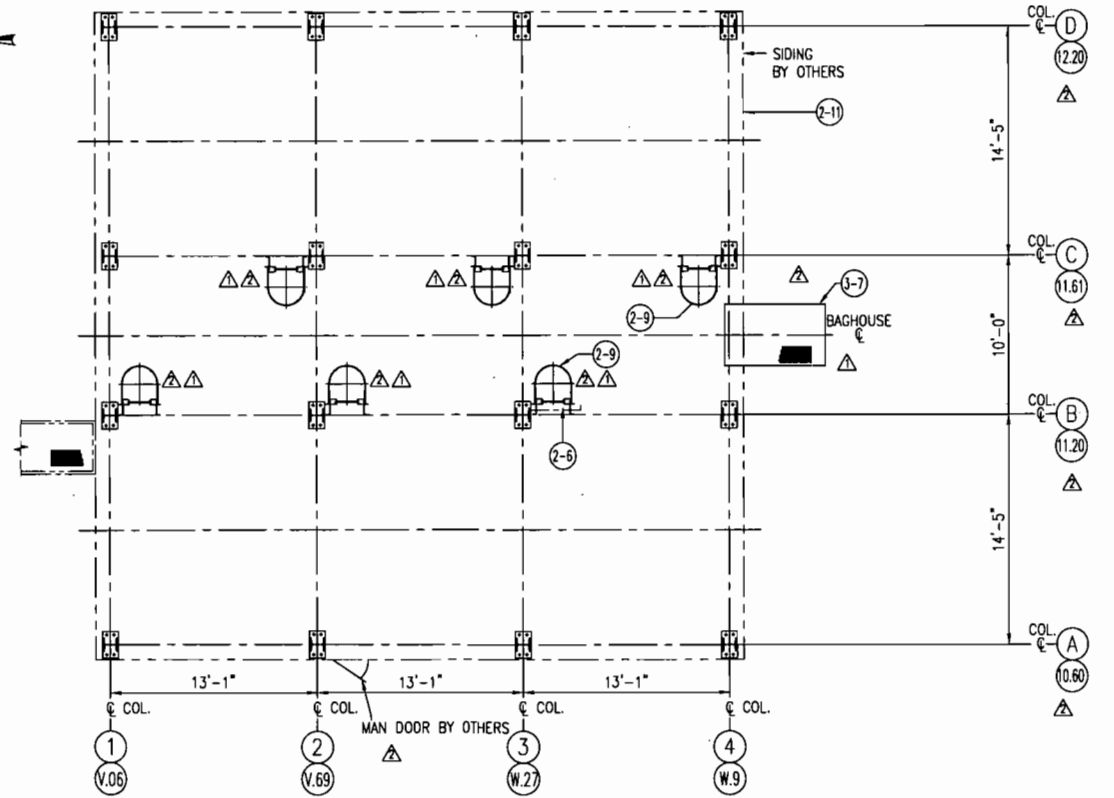 COL.
℄ D
12.20
2
SIDING
BY OTHERS
2-11
14'-5"
COL.
℄ C
11.61
2
1 2
1 2
1 2
2
3-7
2-9
BAGHOUSE
℄
1
10'-0"
2-9
2 1
2 1
2 1
COL.
℄ B
11.20
2
2-6
14'-5"
COL.
℄ A
10.60
2
13'-1"
13'-1"
13'-1"
℄ COL.
℄ COL.
℄ COL.
℄ COL.
MAN DOOR BY OTHERS
2
1
2
3
4
V.06
V.69
W.27
W.9